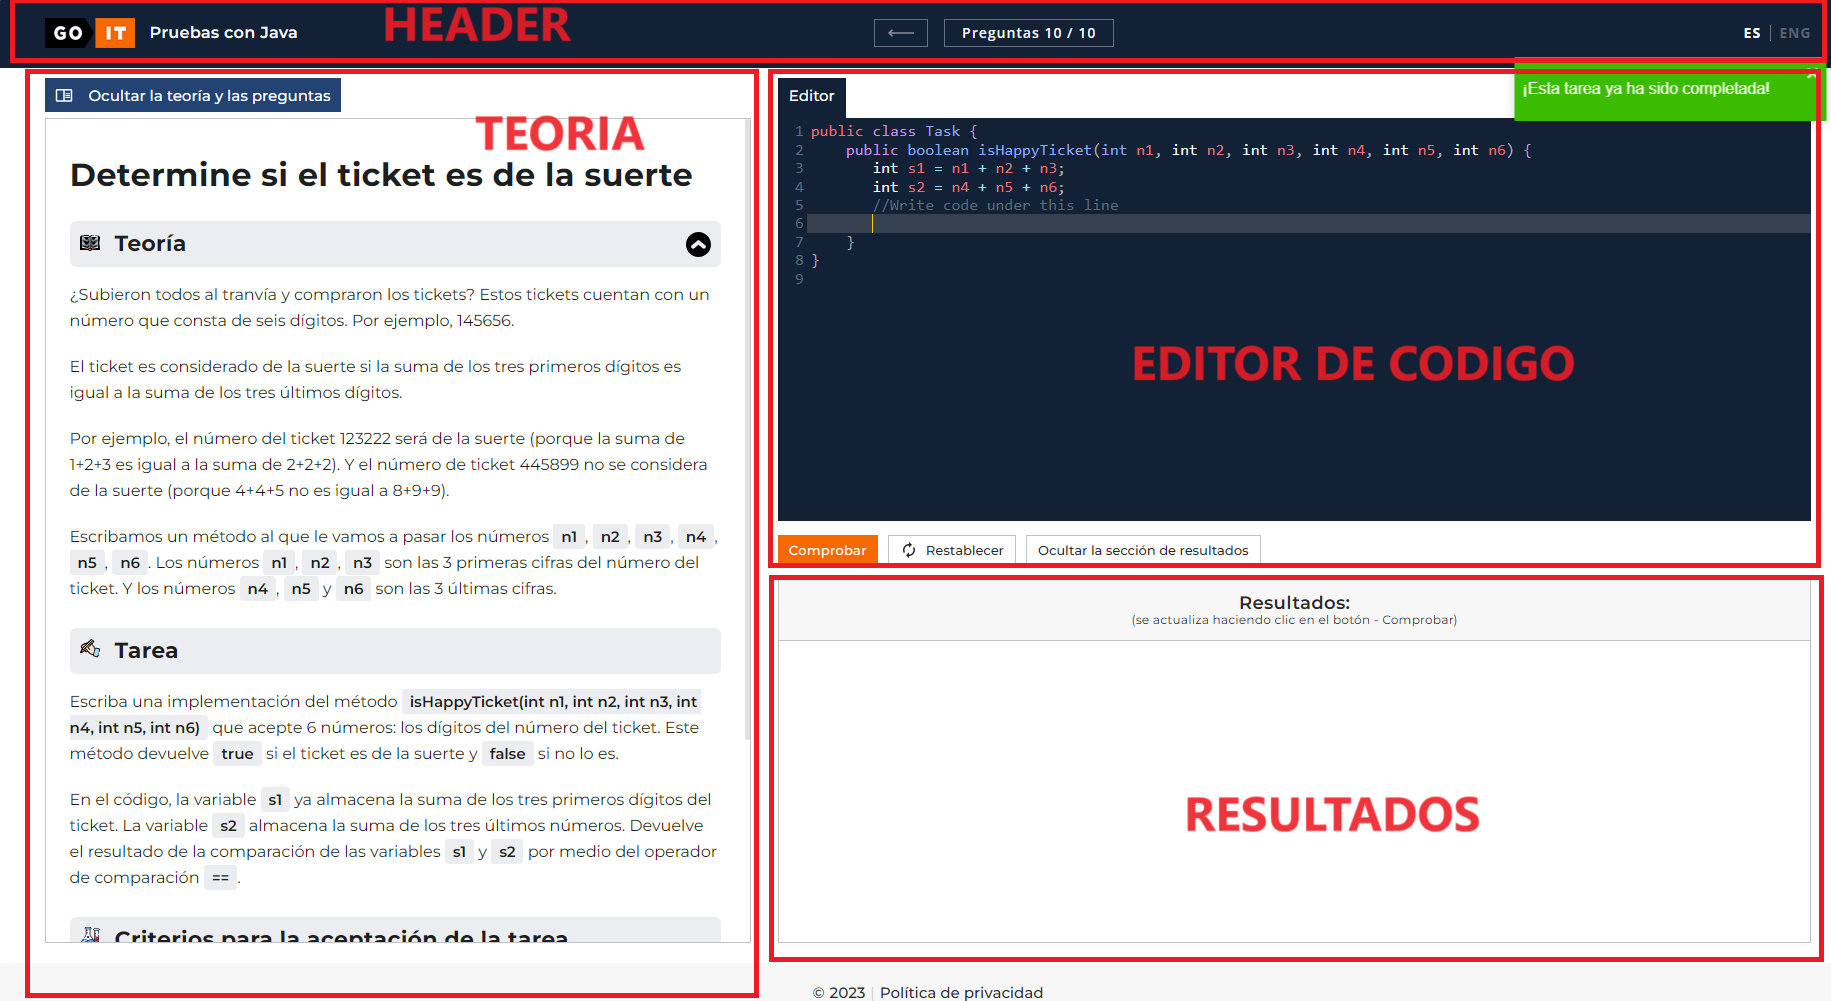 GO IT Pruebas con Java
HEADER
⟵ Preguntas 10 / 10
ES | ENG
¡Esta tarea ya ha sido completada!
Ocultar la teoría y las preguntas
TEORIA
Determine si el ticket es de la suerte
Teoría
¿Subieron todos al tranvía y compraron los tickets? Estos tickets cuentan con un
número que consta de seis dígitos. Por ejemplo, 145656.
El ticket es considerado de la suerte si la suma de los tres primeros dígitos es
igual a la suma de los tres últimos dígitos.
Por ejemplo, el número del ticket 123222 será de la suerte (porque la suma de
1+2+3 es igual a la suma de 2+2+2). Y el número de ticket 445899 no se considera
de la suerte (porque 4+4+5 no es igual a 8+9+9).
Escribamos un método al que le vamos a pasar los números n1 , n2 , n3 , n4 ,
n5 , n6 . Los números n1 , n2 , n3 son las 3 primeras cifras del número del
ticket. Y los números n4 , n5 y n6 son las 3 últimas cifras.
Tarea
Escriba una implementación del método isHappyTicket(int n1, int n2, int n3, int
n4, int n5, int n6) que acepte 6 números: los dígitos del número del ticket. Este
método devuelve true si el ticket es de la suerte y false si no lo es.
En el código, la variable s1 ya almacena la suma de los tres primeros dígitos del
ticket. La variable s2 almacena la suma de los tres últimos números. Devuelve
el resultado de la comparación de las variables s1 y s2 por medio del operador
de comparación == .
Criterios para la aceptación de la tarea
Editor
1 public class Task {
2 public boolean isHappyTicket(int n1, int n2, int n3, int n4, int n5, int n6) {
3 int s1 = n1 + n2 + n3;
4 int s2 = n4 + n5 + n6;
5 //Write code under this line
6
7 }
8 }
9
EDITOR DE CODIGO
Comprobar Restablecer Ocultar la sección de resultados
Resultados:
(se actualiza haciendo clic en el botón - Comprobar)
RESULTADOS
© 2023 | Política de privacidad